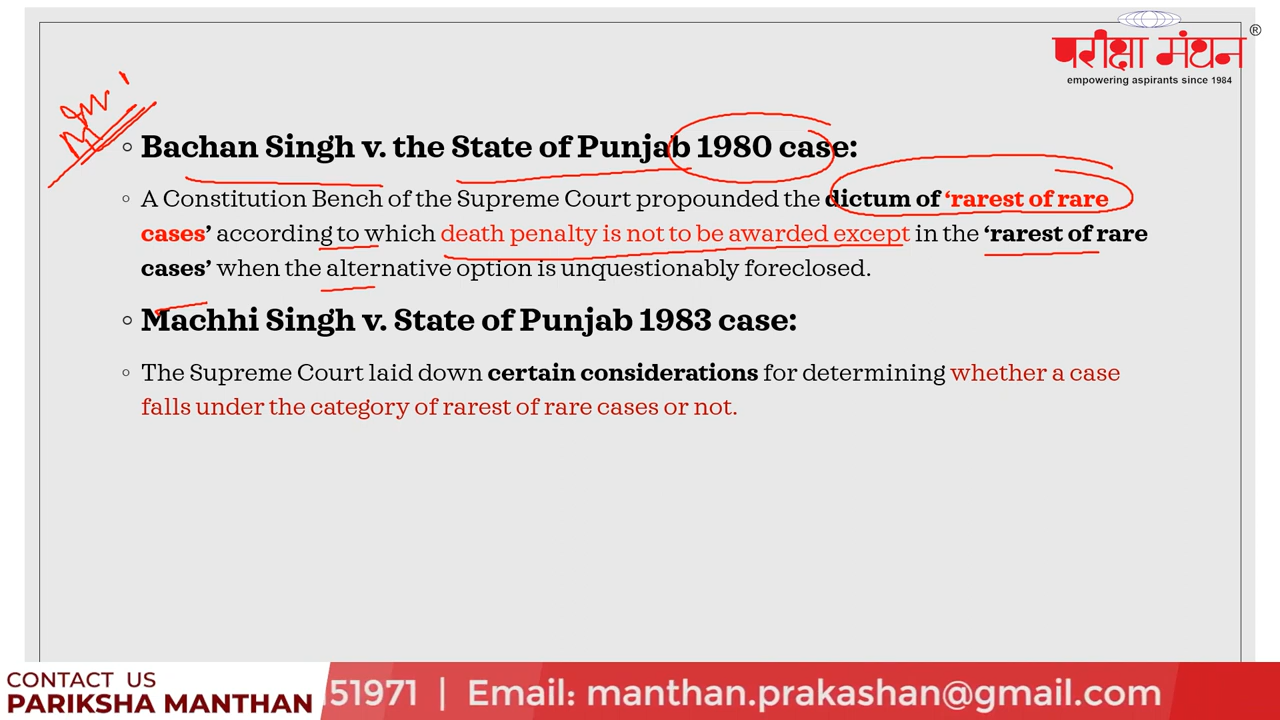 परीक्षा मंथन ®
empowering aspirants since 1984
Bachan Singh v. the State of Punjab 1980 case:
A Constitution Bench of the Supreme Court propounded the dictum of ‘rarest of rare
cases’ according to which death penalty is not to be awarded except in the ‘rarest of rare
cases’ when the alternative option is unquestionably foreclosed.
Machhi Singh v. State of Punjab 1983 case:
The Supreme Court laid down certain considerations for determining whether a case
falls under the category of rarest of rare cases or not.
CONTACT US
PARIKSHA MANTHAN
51971 | Email: manthan.prakashan@gmail.com